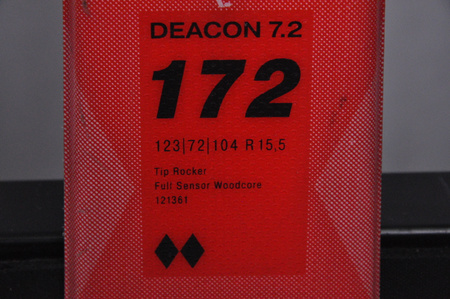 DEACON 7.2
172
123|72|104 R 15,5
Tip Rocker
Full Sensor Woodcore
121361